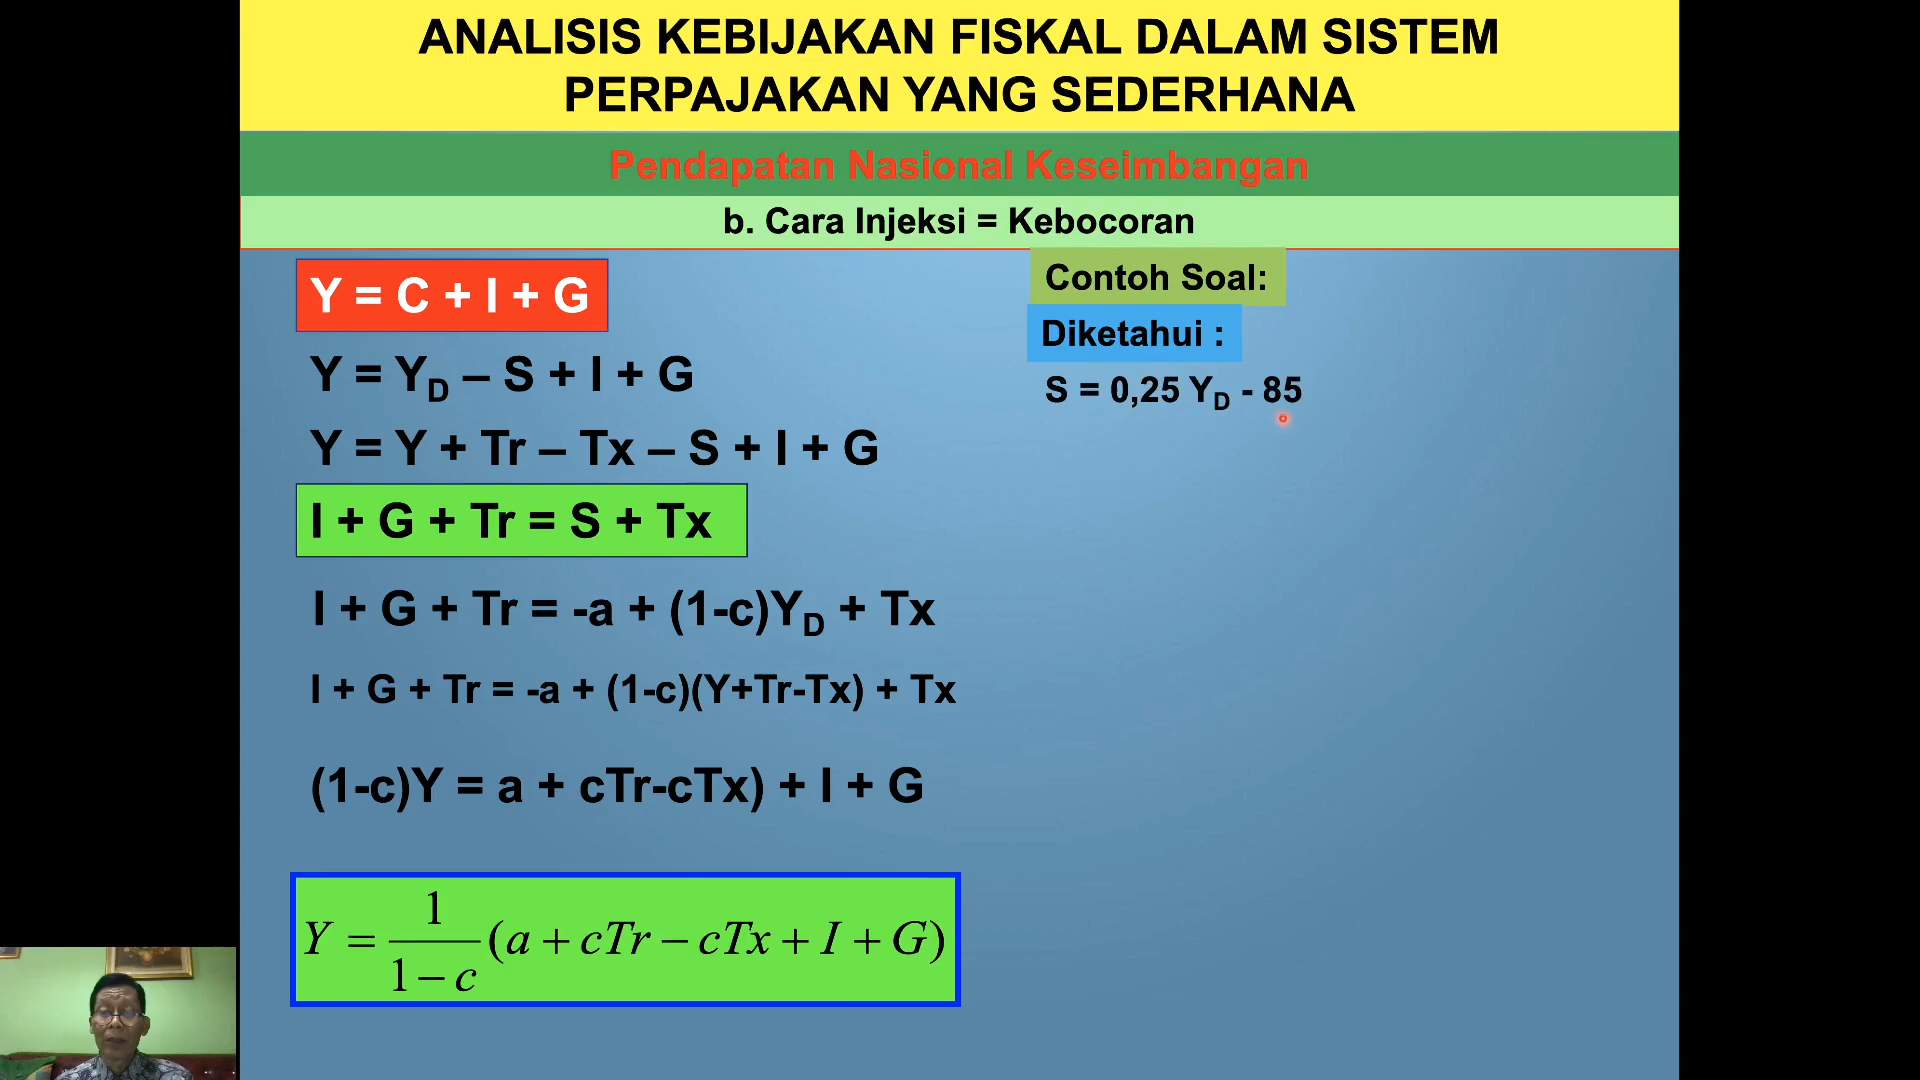 ANALISIS KEBIJAKAN FISKAL DALAM SISTEM
PERPAJAKAN YANG SEDERHANA
Pendapatan Nasional Keseimbangan
b. Cara Injeksi = Kebocoran
Y = C + I + G
Y = Y_D – S + I + G
Y = Y + Tr – Tx – S + I + G
I + G + Tr = S + Tx
I + G + Tr = -a + (1-c)Y_D + Tx
I + G + Tr = -a + (1-c)(Y+Tr-Tx) + Tx
(1-c)Y = a + cTr-cTx) + I + G
Y = \frac{1}{1-c}(a + cTr − cTx + I + G)
Contoh Soal:
Diketahui :
S = 0,25 Y_D - 85